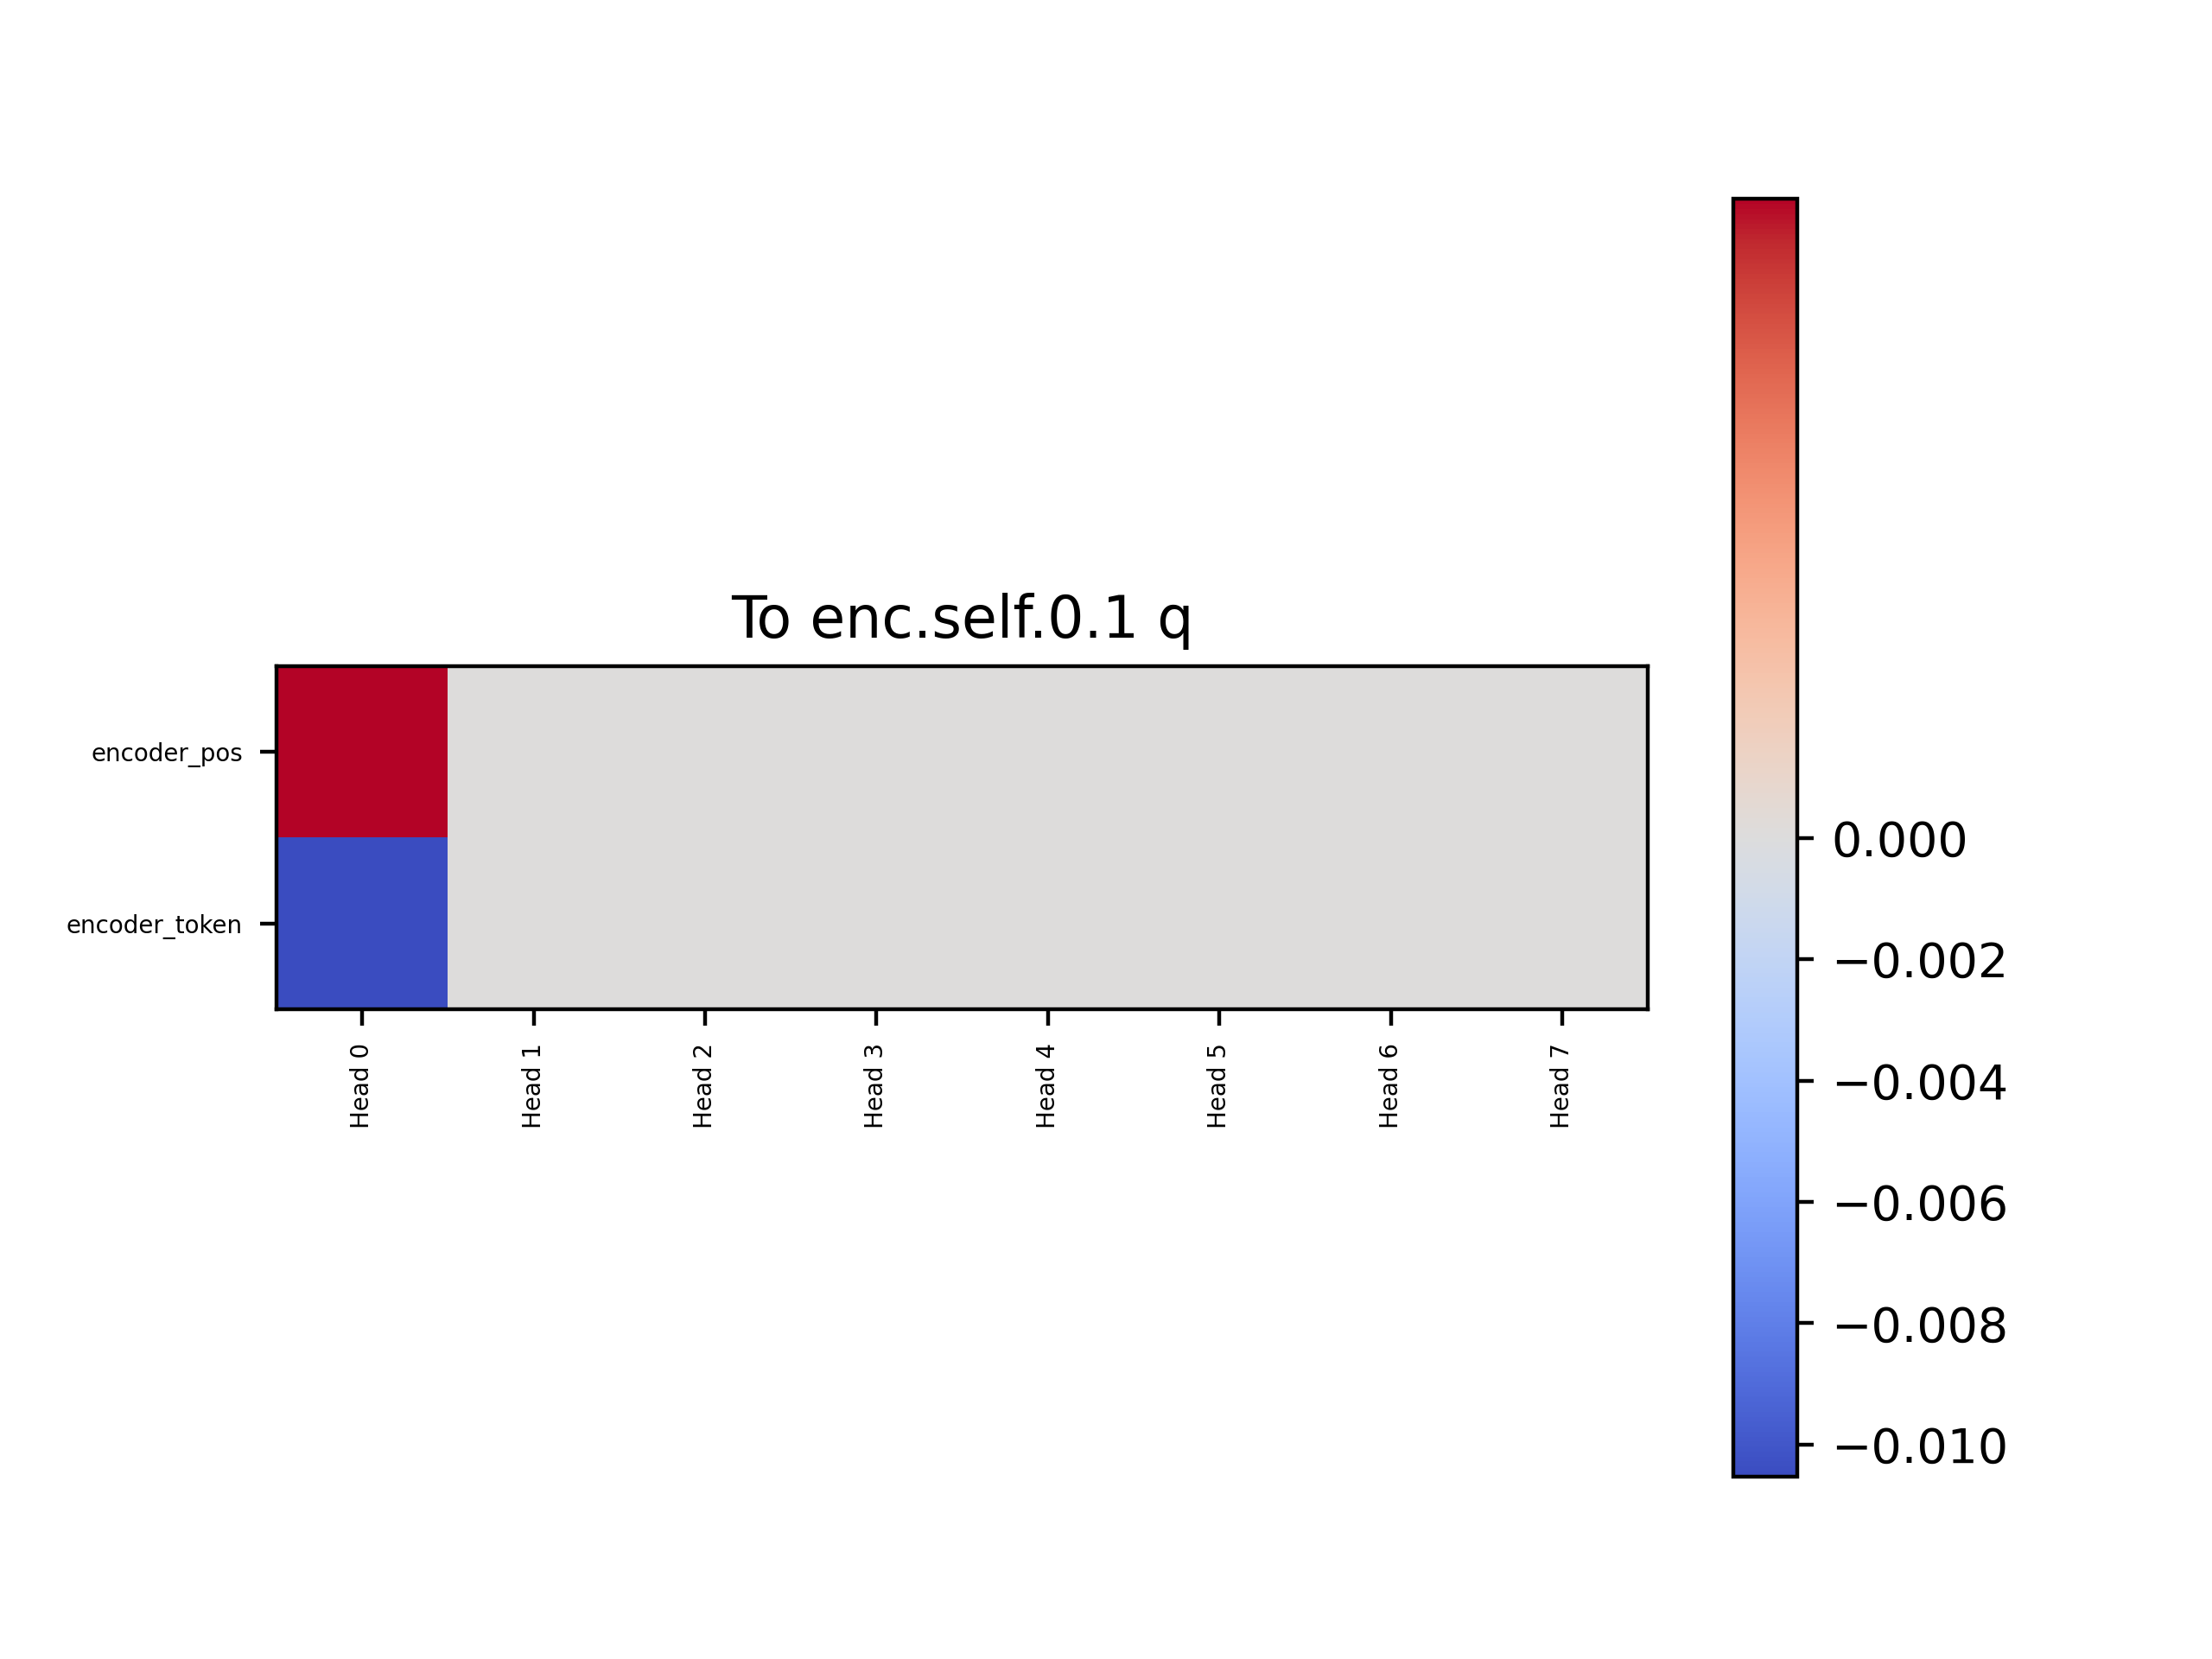 To enc.self.0.1 q
encoder_pos
encoder_token
Head 0
Head 1
Head 2
Head 3
Head 4
Head 5
Head 6
Head 7
0.000
−0.002
−0.004
−0.006
−0.008
−0.010